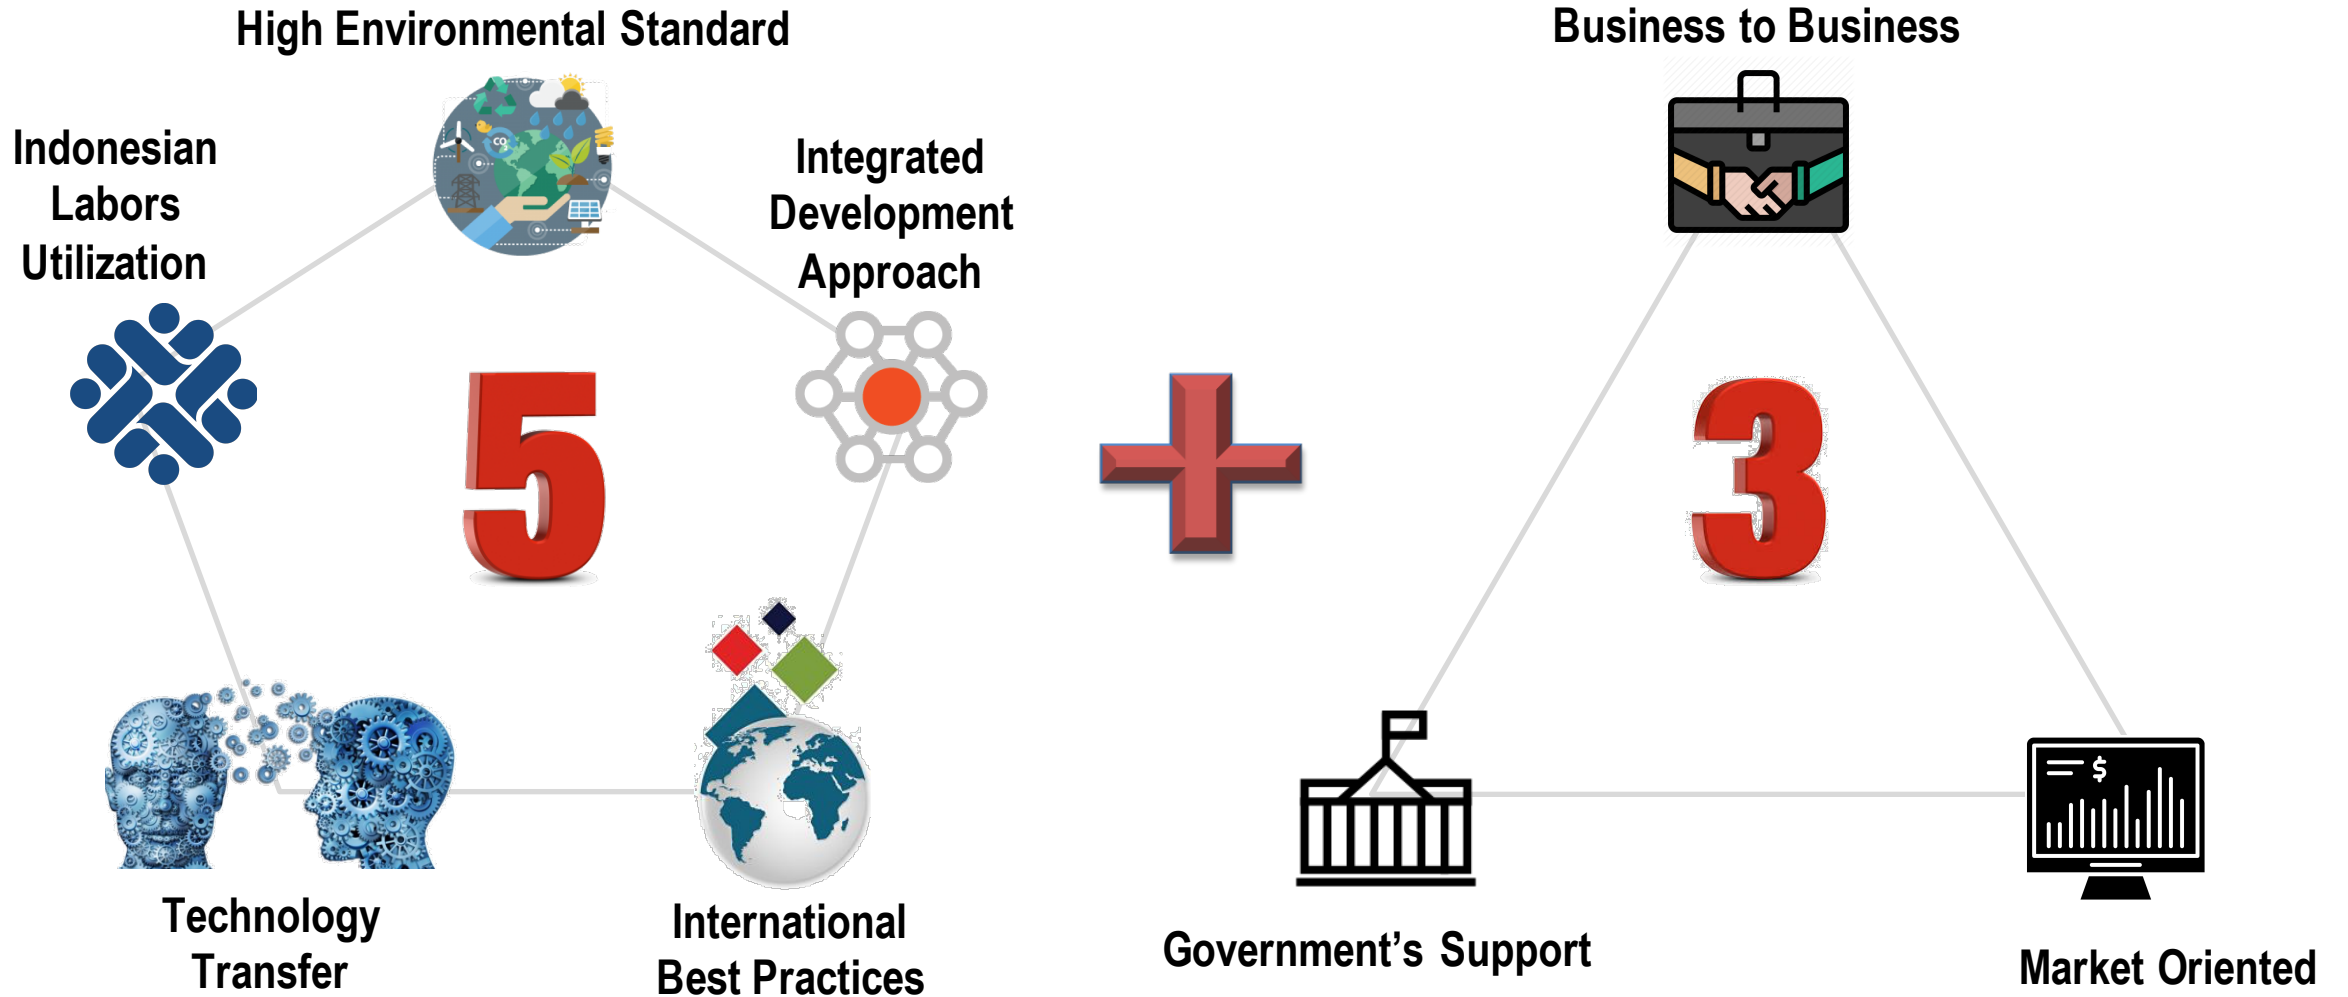 High Environmental Standard
Indonesian
Labors
Utilization
Integrated
Development
Approach
CO2
5
Technology
Transfer
International
Best Practices
+
Business to Business
3
Government’s Support
$
Market Oriented